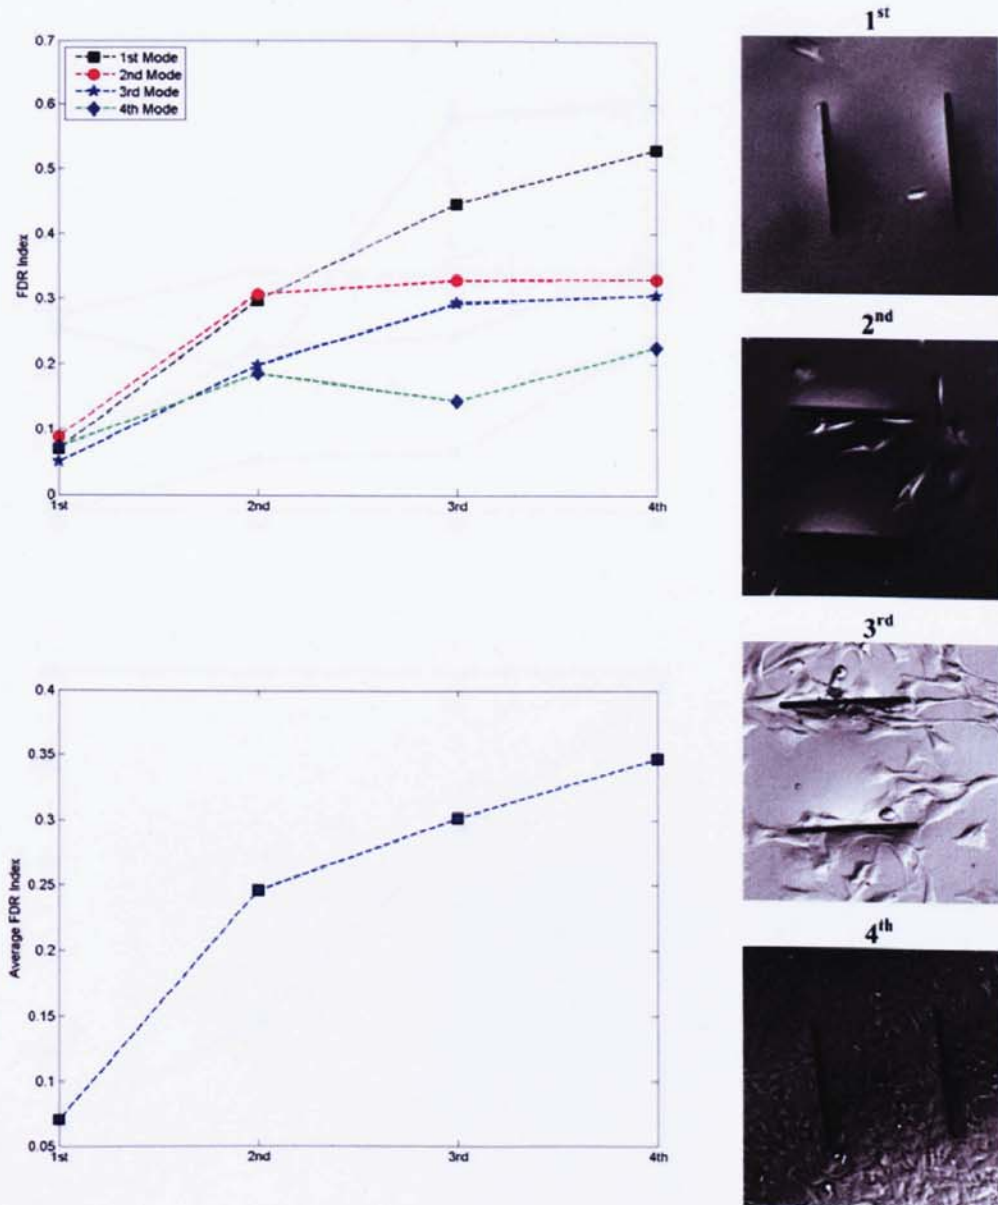 0.7
0.6
0.5
0.4
0.3
0.2
0.1
0
FDR Index
1st Mode
2nd Mode
3rd Mode
4th Mode
1st 2nd 3rd 4th
0.4
0.35
0.3
0.25
0.2
0.15
0.1
0.05
Average FDR Index
1st 2nd 3rd 4th
1st
2nd
3rd
4th